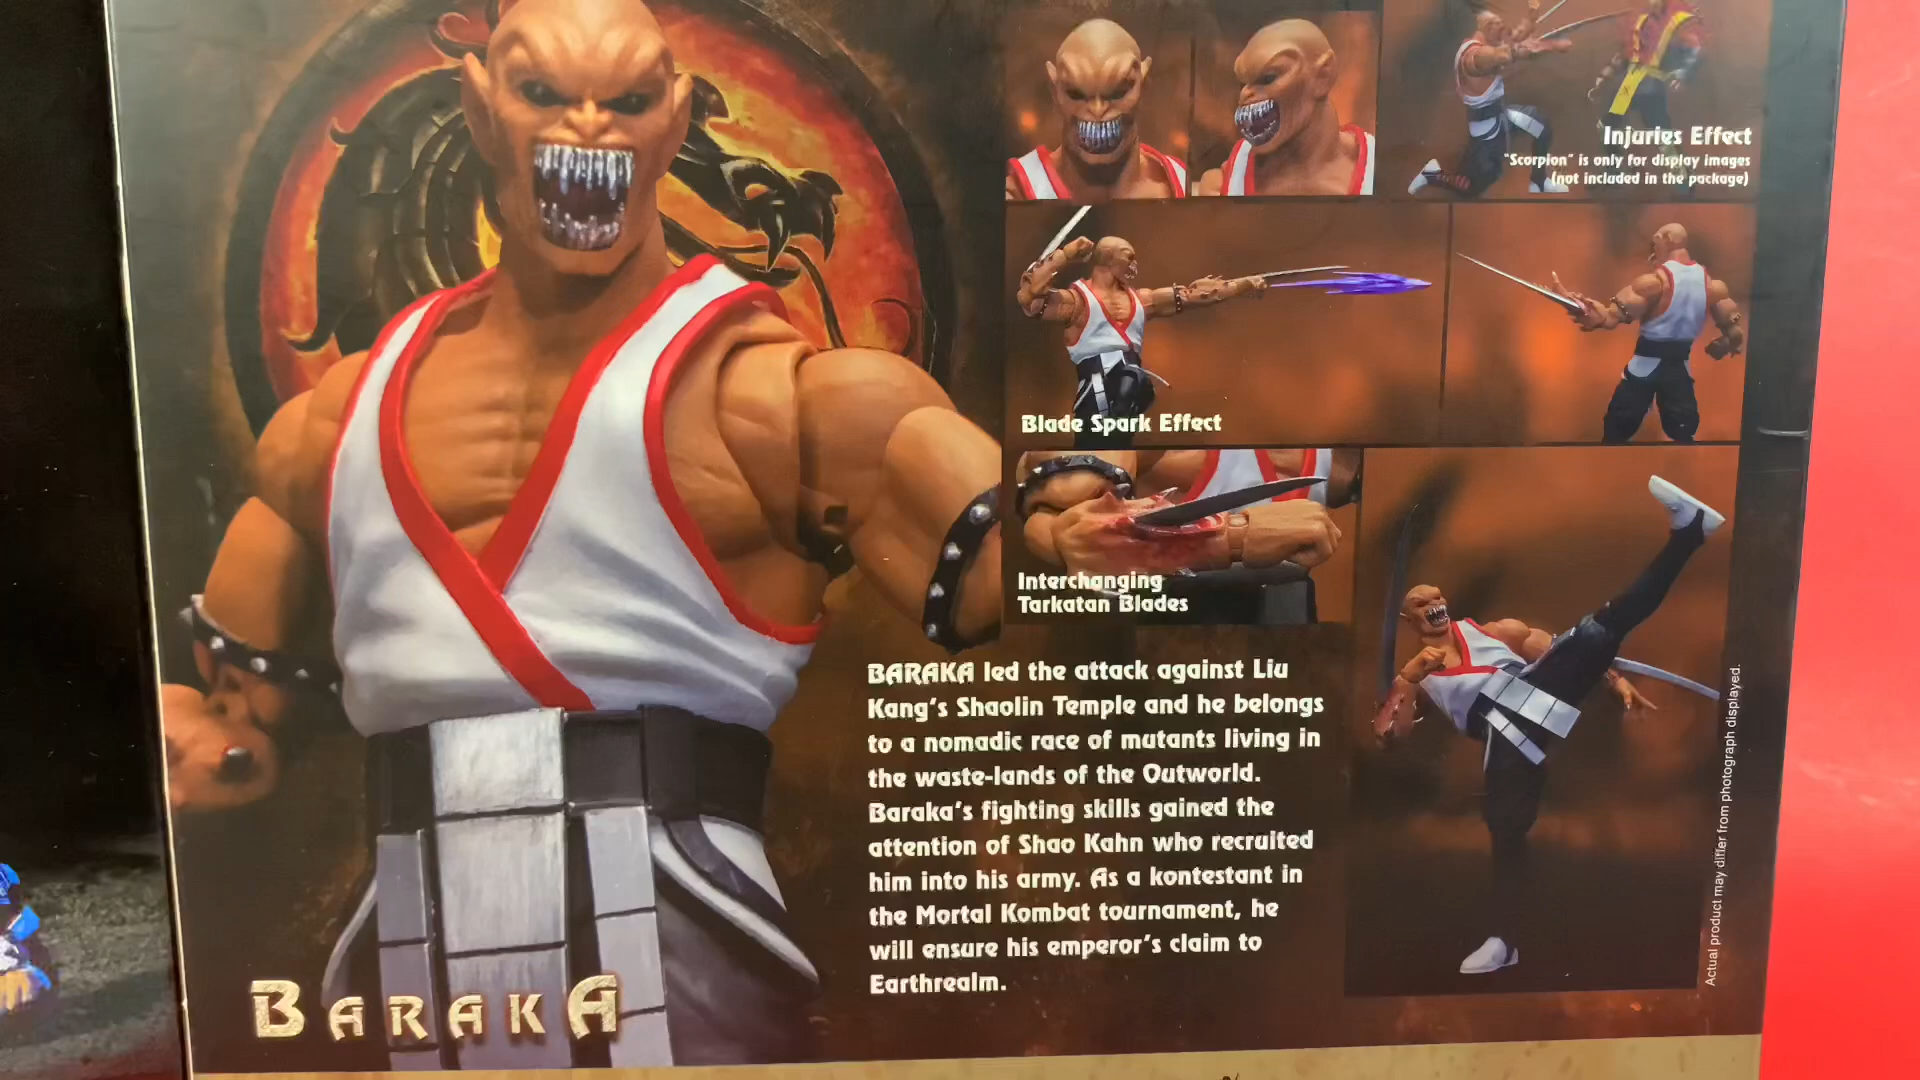 Injuries Effect
"Scorpion" is only for display images
(not included in the package)
Blade Spark Effect
Interchanging
Tarkatan Blades
BARAKA led the attack against Liu
Kang's Shaolin Temple and he belongs
to a nomadic race of mutants living in
the waste-lands of the Outworld.
Baraka's fighting skills gained the
attention of Shao Kahn who recruited
him into his army. As a kontestant in
the Mortal Kombat tournament, he
will ensure his emperor's claim to
Earthrealm.
Actual product may differ from photograph displayed.
BARAKA